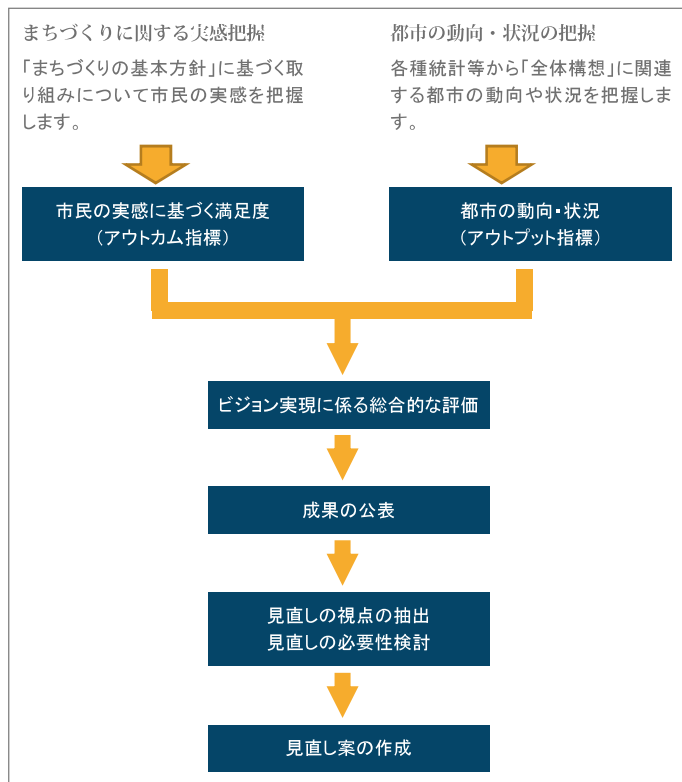 まちづくりに関する実感把握
「まちづくりの基本方針」に基づく取
り組みについて市民の実感を把握
します。
都市の動向・状況の把握
各種統計等から「全体構想」に関連
する都市の動向や状況を把握しま
す。
市民の実感に基づく満足度
（アウトカム指標）
都市の動向・状況
（アウトプット指標）
ビジョン実現に係る総合的な評価
成果の公表
見直しの視点の抽出
見直しの必要性検討
見直し案の作成